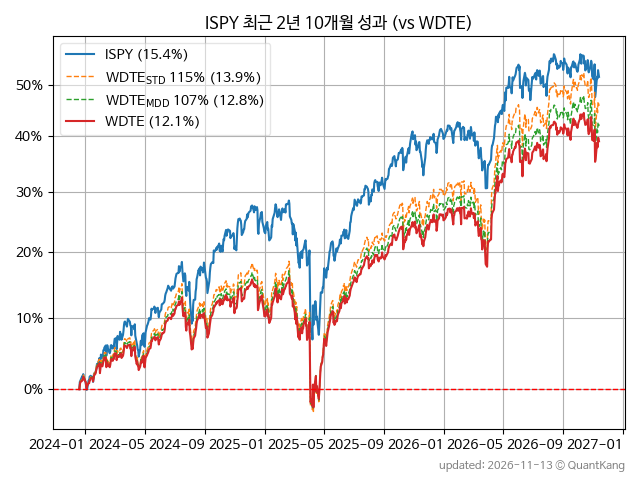 ISPY 최근 2년 10개월 성과 (vs WDTE)
ISPY (15.4%)
WDTE_STD 115% (13.9%)
WDTE_MDD 107% (12.8%)
WDTE (12.1%)
50%
40%
30%
20%
10%
0%
2024-01 2024-05 2024-09 2025-01 2025-05 2025-09 2026-01 2026-05 2026-09 2027-01
updated: 2026-11-13 © QuantKang